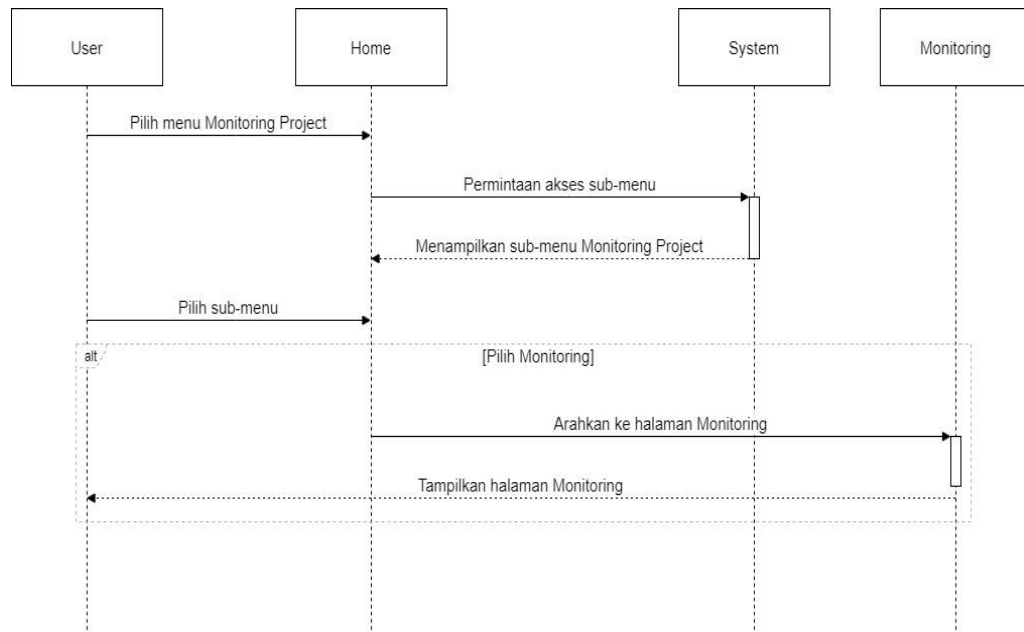 User
Home
System
Monitoring
Pilih menu Monitoring Project
Permintaan akses sub-menu
Menampilkan sub-menu Monitoring Project
Pilih sub-menu
alt
[Pilih Monitoring]
Arahkan ke halaman Monitoring
Tampilkan halaman Monitoring